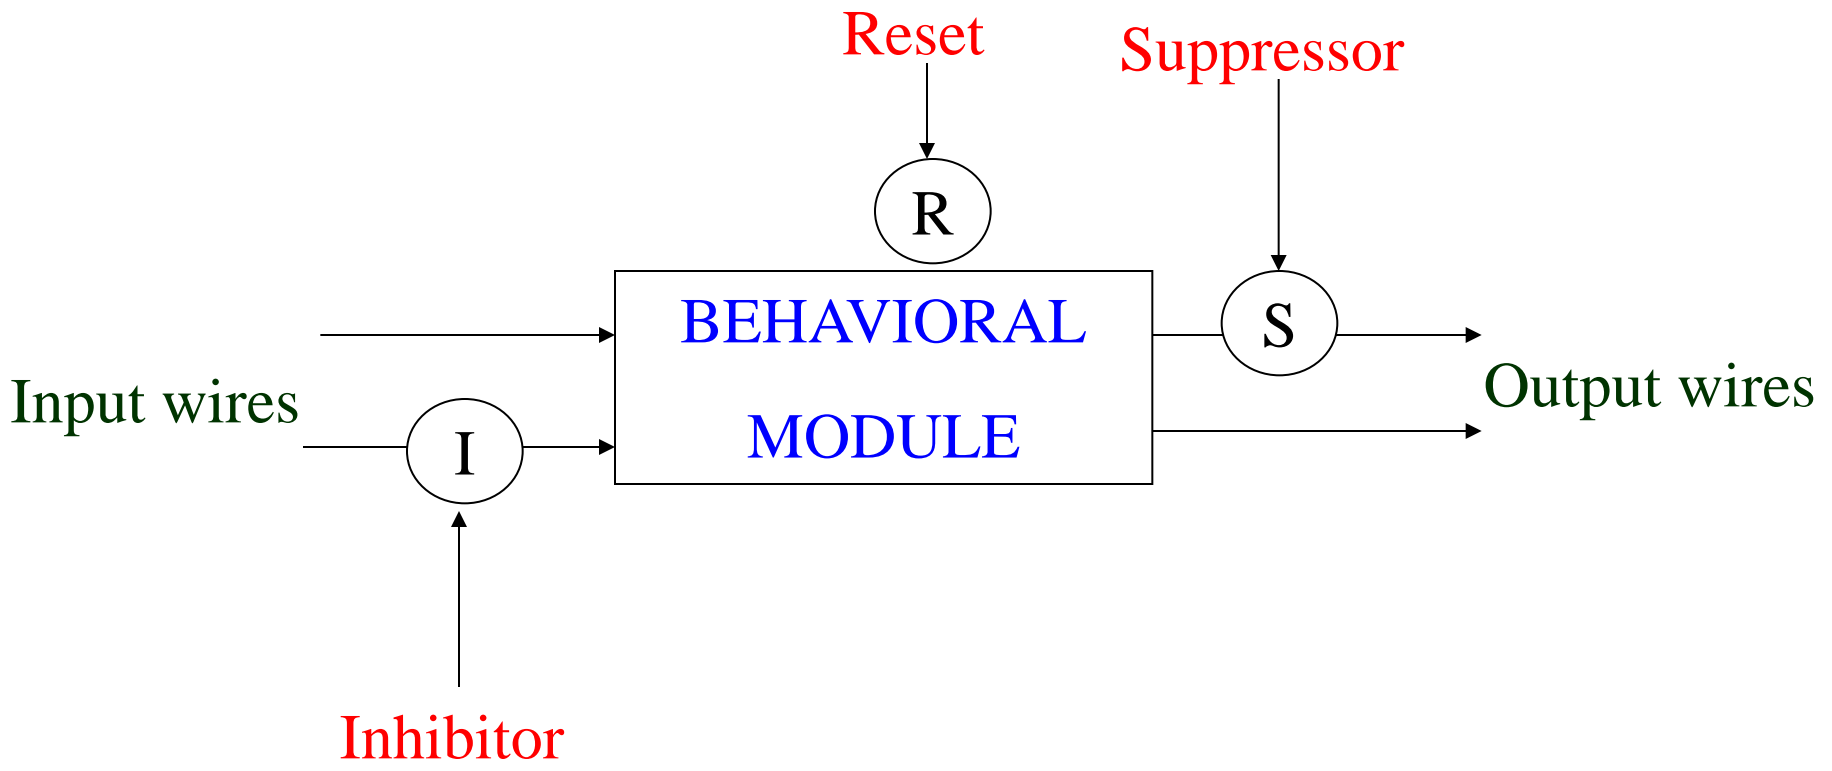 Reset
Suppressor
R
S
BEHAVIORAL
MODULE
Input wires
Output wires
I
Inhibitor